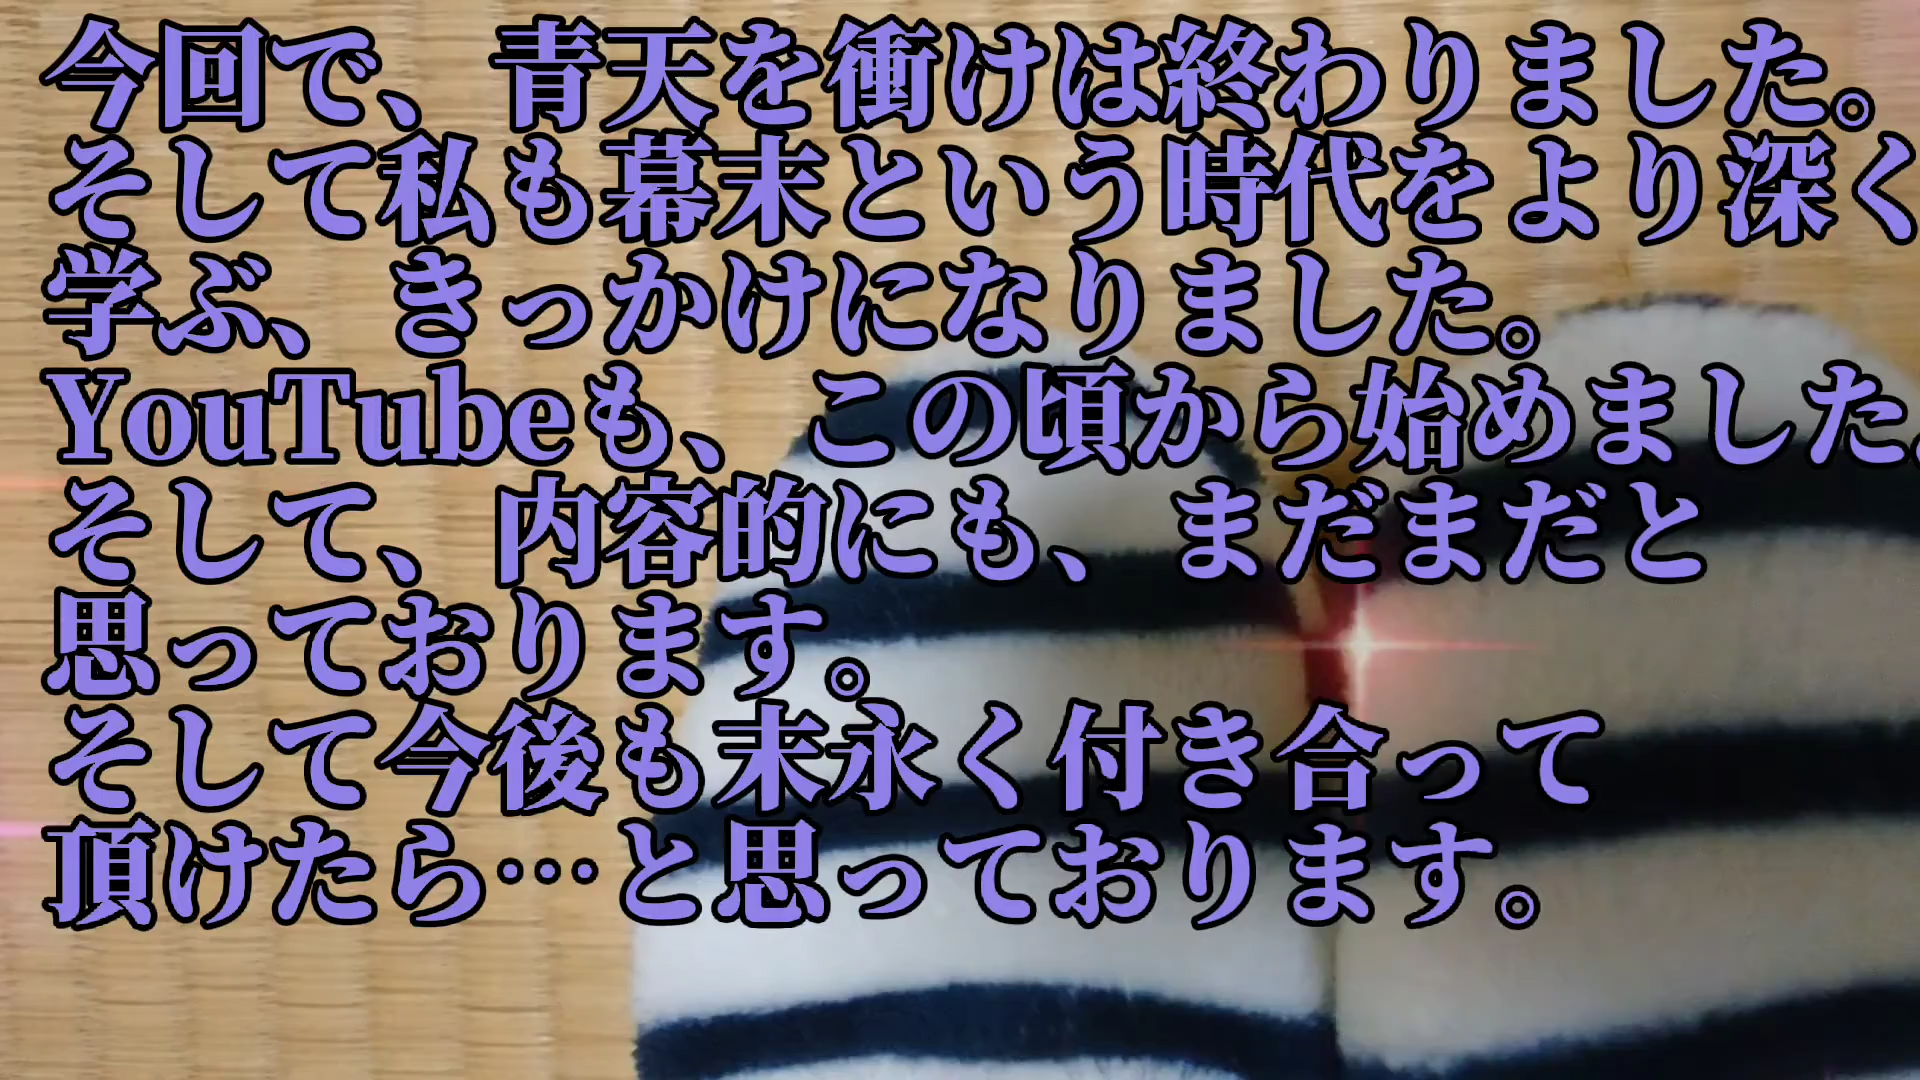 今回で、青天を衝けは終わりました。
そして私も幕末という時代をより深く
学ぶ、きっかけになりました。
YouTubeも、この頃から始めました。
そして、内容的にも、まだまだと
思っております。
そして今後も末永く付き合って
頂けたら…と思っております。